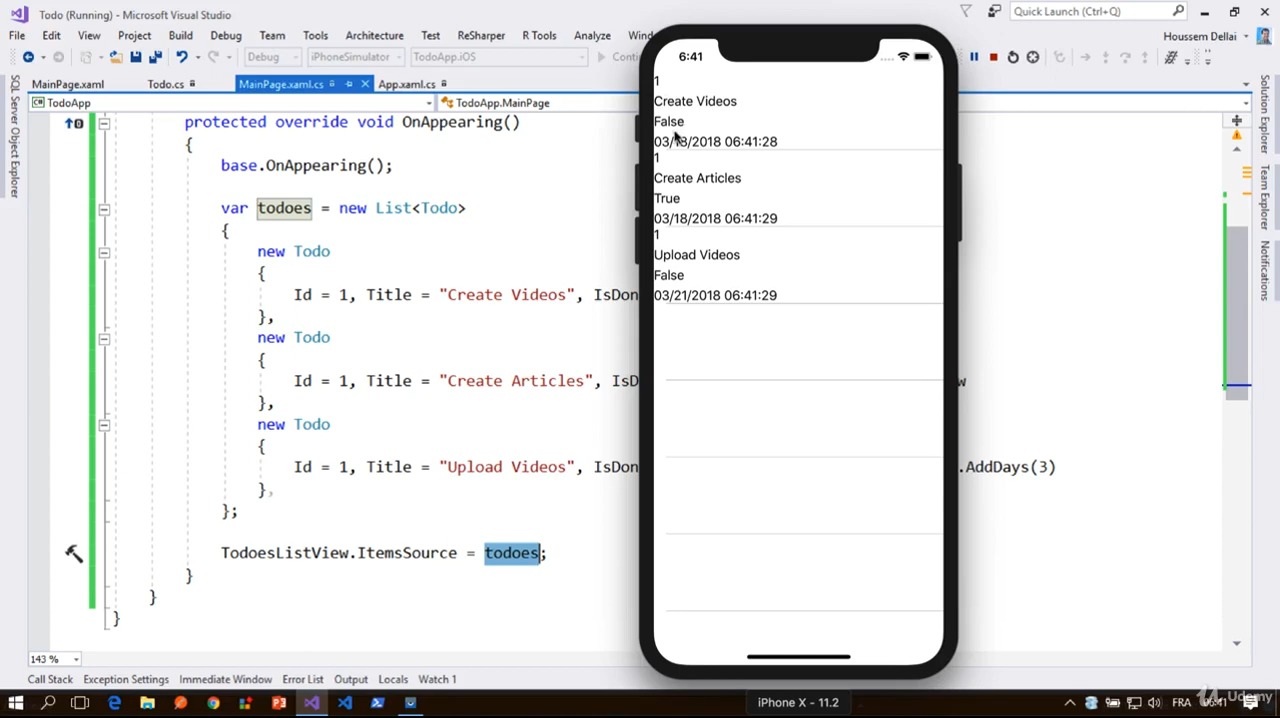 Todo (Running) - Microsoft Visual Studio
Quick Launch (Ctrl+Q)
File Edit View Project Build Debug Team Tools Architecture Test ReSharper R Tools Analyze Wind
Houssem Dellai
Debug iPhoneSimulator TodoApp.iOS Contin
MainPage.xaml Todo.cs MainPage.xaml.cs App.xaml.cs
TodoApp TodoApp.MainPage
SQL Server Object Explorer
Solution Explorer
Team Explorer
Notifications
protected override void OnAppearing()
{
base.OnAppearing();
var todoes = new List<Todo>
{
new Todo
{
Id = 1, Title = "Create Videos", IsDon
},
new Todo
{
Id = 1, Title = "Create Articles", IsD
w
},
new Todo
{
Id = 1, Title = "Upload Videos", IsDon
.AddDays(3)
},
};
TodoesListView.ItemsSource = todoes;
}
}
}
6:41
1
Create Videos
False
03/18/2018 06:41:28
1
Create Articles
True
03/18/2018 06:41:29
1
Upload Videos
False
03/21/2018 06:41:29
143 %
Call Stack Exception Settings Immediate Window Error List Output Locals Watch 1
iPhone X - 11.2
FRA 06:41
Udemy